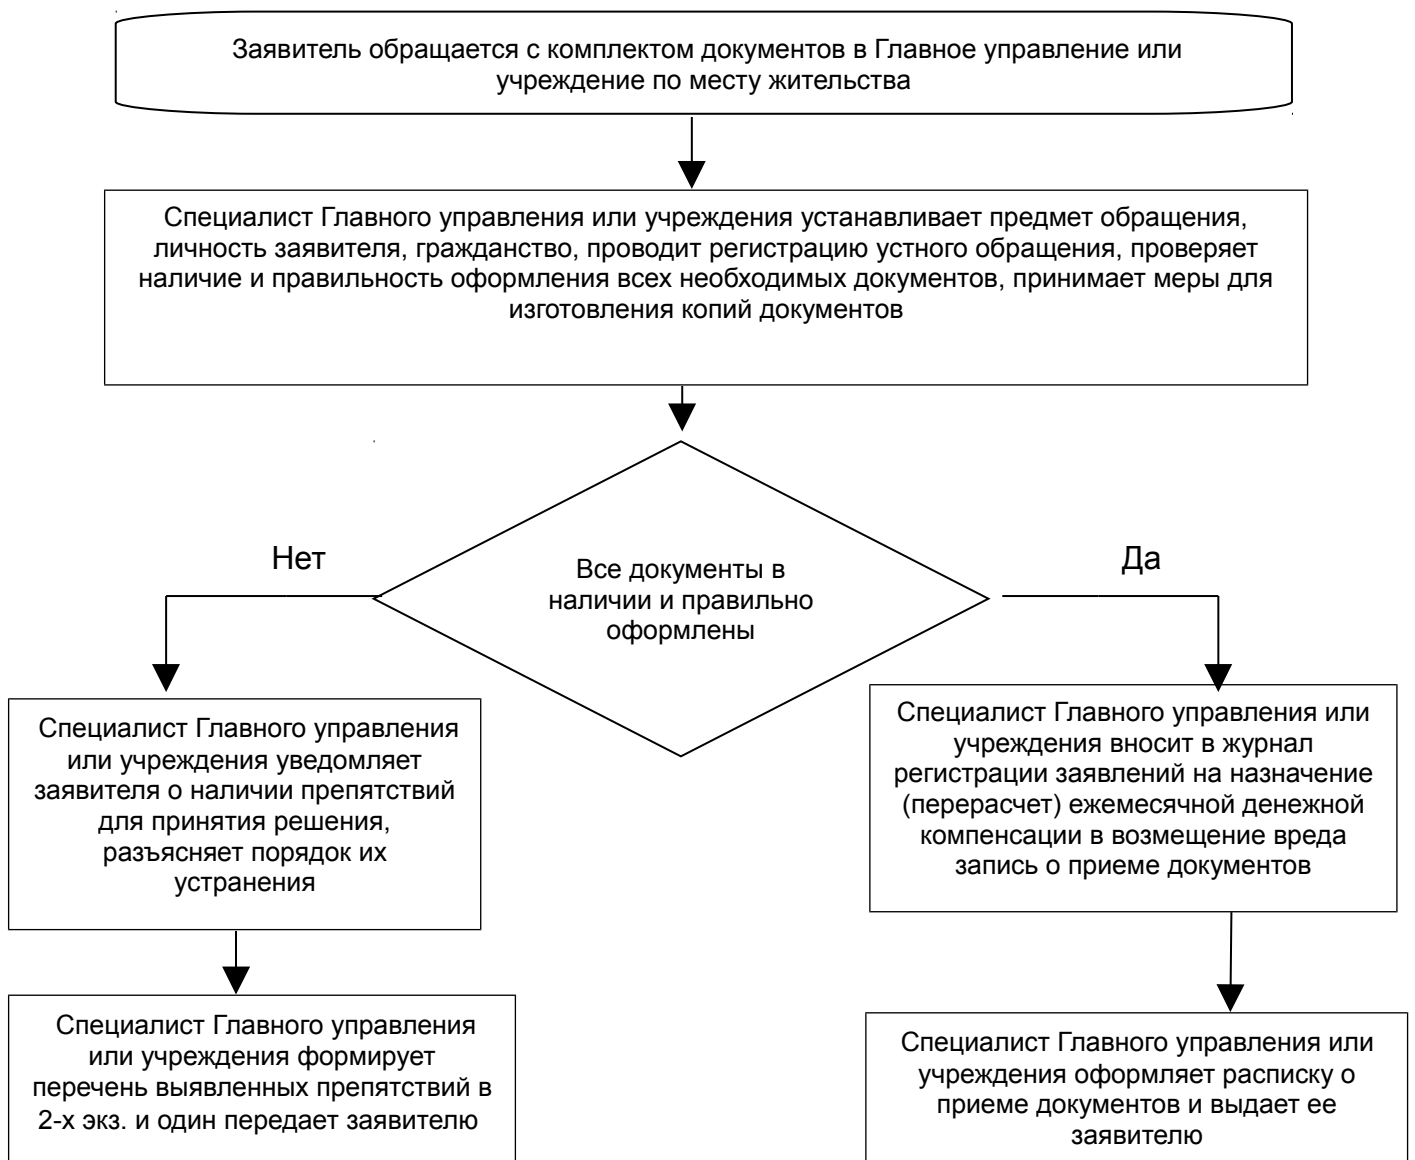 Заявитель обращается с комплектом документов в Главное управление или
учреждение по месту жительства
Специалист Главного управления или учреждения устанавливает предмет обращения,
личность заявителя, гражданство, проводит регистрацию устного обращения, проверяет
наличие и правильность оформления всех необходимых документов, принимает меры для
изготовления копий документов
Нет
Все документы в
наличии и правильно
оформлены
Да
Специалист Главного управления
или учреждения уведомляет
заявителя о наличии препятствий
для принятия решения,
разъясняет порядок их
устранения
Специалист Главного управления или
учреждения вносит в журнал
регистрации заявлений на назначение
(перерасчет) ежемесячной денежной
компенсации в возмещение вреда
запись о приеме документов
Специалист Главного управления
или учреждения формирует
перечень выявленных препятствий в
2-х экз. и один передает заявителю
Специалист Главного управления или
учреждения оформляет расписку о
приеме документов и выдает ее
заявителю